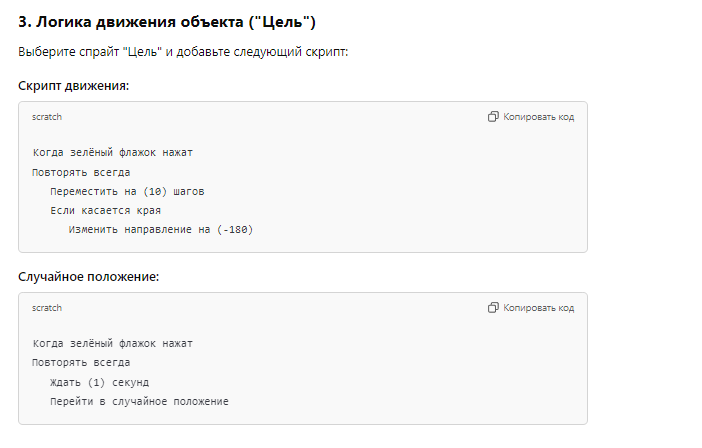 3. Логика движения объекта ("Цель")
Выберите спрайт "Цель" и добавьте следующий скрипт:
Скрипт движения:
scratch
Копировать код
Когда зелёный флажок нажат
Повторять всегда
Переместить на (10) шагов
Если касается края
Изменить направление на (-180)
Случайное положение:
scratch
Копировать код
Когда зелёный флажок нажат
Повторять всегда
Ждать (1) секунд
Перейти в случайное положение